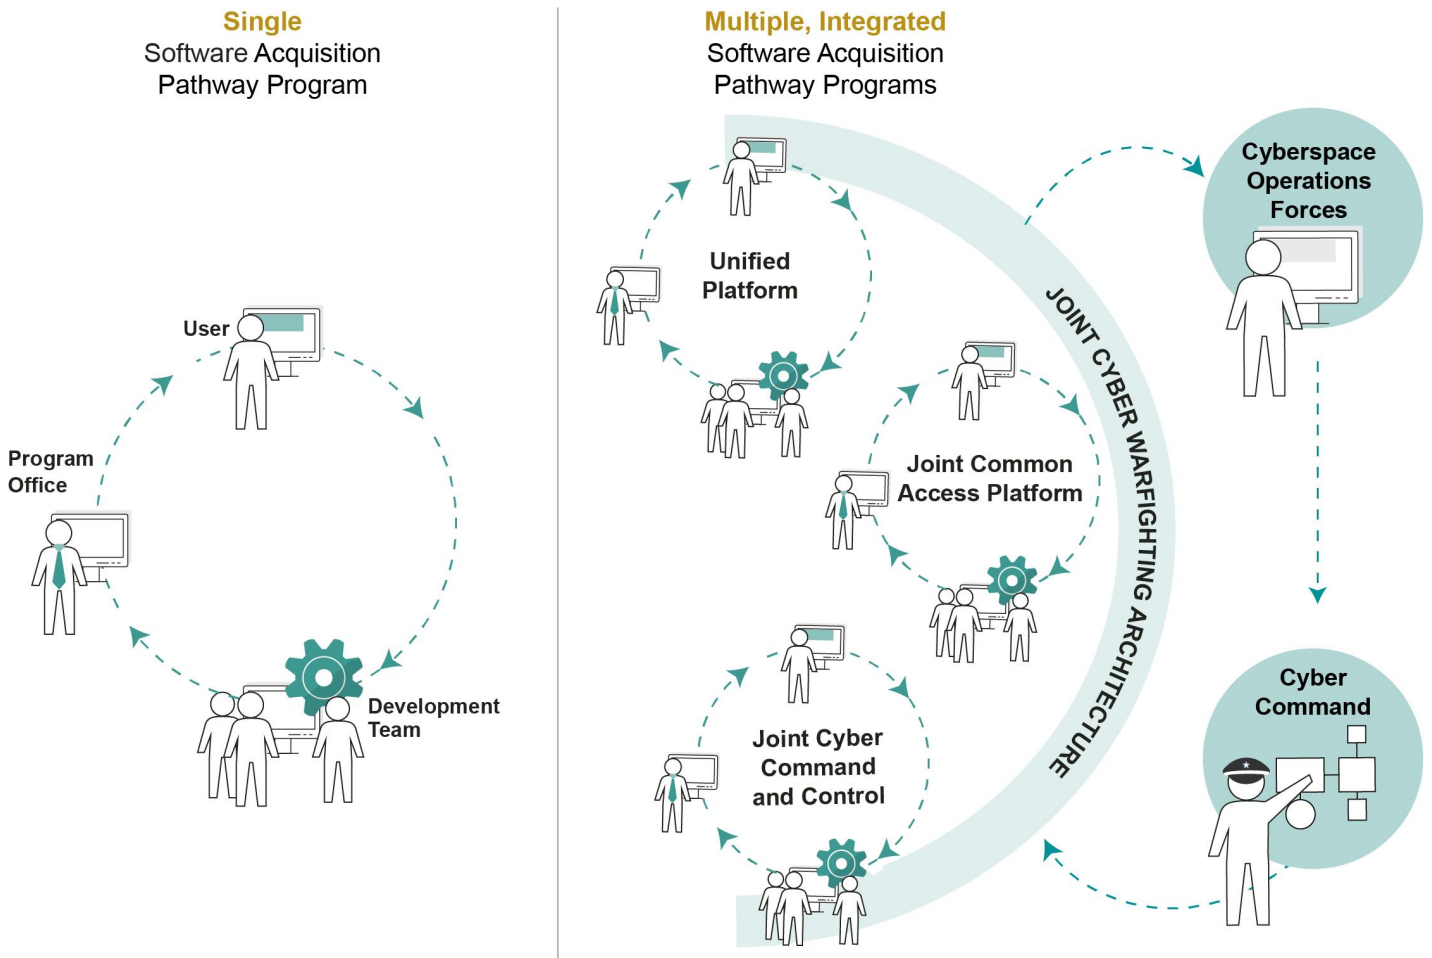 Single
Software Acquisition
Pathway Program
User
Program
Office
Development
Team
Multiple, Integrated
Software Acquisition
Pathway Programs
Unified
Platform
Joint Common
Access Platform
Joint Cyber
Command
and Control
JOINT CYBER WARFIGHTING ARCHITECTURE
Cyberspace
Operations
Forces
Cyber
Command